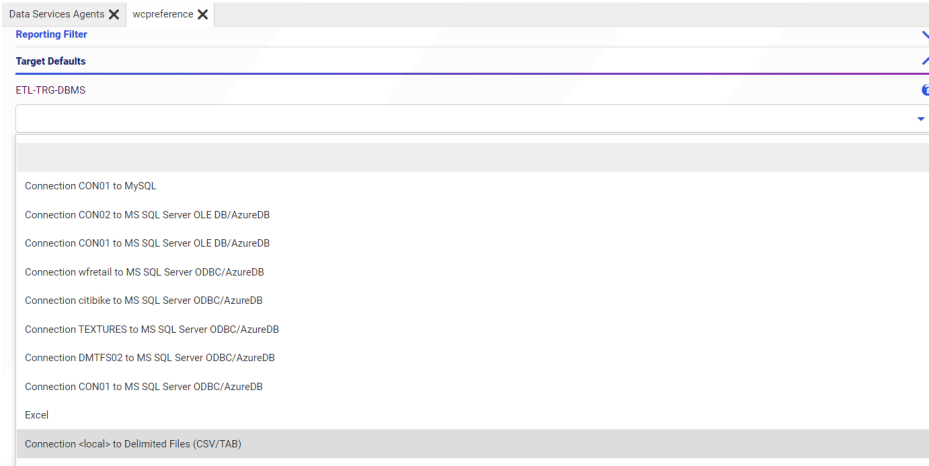 Data Services Agents
wcpreference
Reporting Filter
Target Defaults
ETL-TRG-DBMS
Connection CON01 to MySQL
Connection CON02 to MS SQL Server OLE DB/AzureDB
Connection CON01 to MS SQL Server OLE DB/AzureDB
Connection wfretail to MS SQL Server ODBC/AzureDB
Connection citibike to MS SQL Server ODBC/AzureDB
Connection TEXTURES to MS SQL Server ODBC/AzureDB
Connection DMTFS02 to MS SQL Server ODBC/AzureDB
Connection CON01 to MS SQL Server ODBC/AzureDB
Excel
Connection <local> to Delimited Files (CSV/TAB)